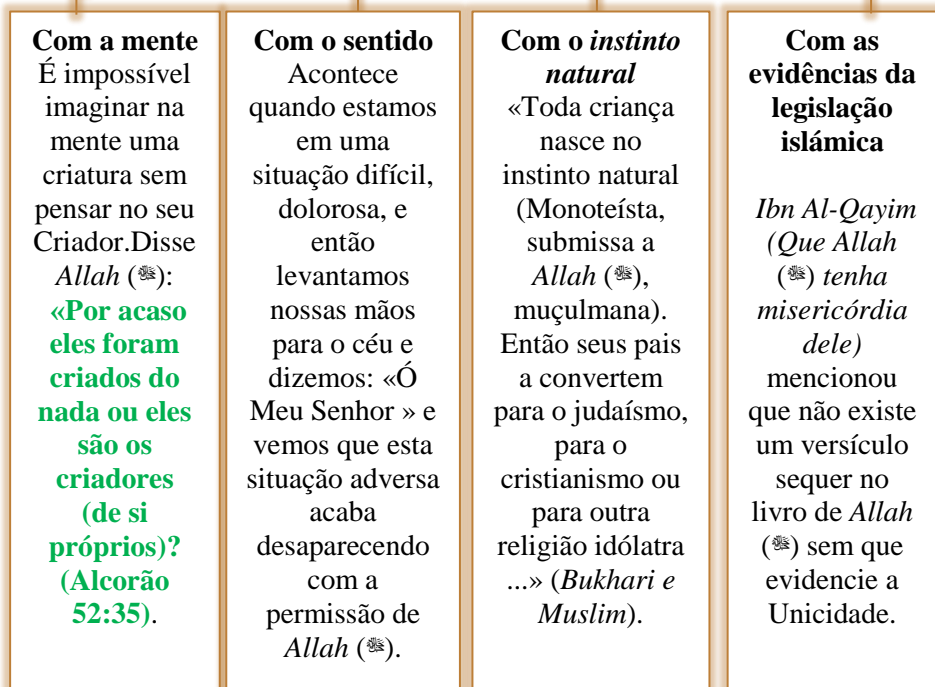 Com a mente
É impossível
imaginar na
mente uma
criatura sem
pensar no seu
Criador.Disse
Allah (ﷻ):
«Por acaso
eles foram
criados do
nada ou eles
são os
criadores
(de si
próprios)?
(Alcorão
52:35).
Com o sentido
Acontece
quando estamos
em uma
situação difícil,
dolorosa, e
então
levantamos
nossas mãos
para o céu e
dizemos: «Ó
Meu Senhor » e
vemos que esta
situação adversa
acaba
desaparecendo
com a
permissão de
Allah (ﷻ).
Com o instinto
natural
«Toda criança
nasce no
instinto natural
(Monoteísta,
submissa a
Allah (ﷻ),
muçulmana).
Então seus pais
a convertem
para o judaísmo,
para o
cristianismo ou
para outra
religião idólatra
...» (Bukhari e
Muslim).
Com as
evidências da
legislação
islámica
Ibn Al-Qayim
(Que Allah
(ﷻ) tenha
misericórdia
dele)
mencionou
que não existe
um versículo
sequer no
livro de Allah
(ﷻ) sem que
evidencie a
Unicidade.